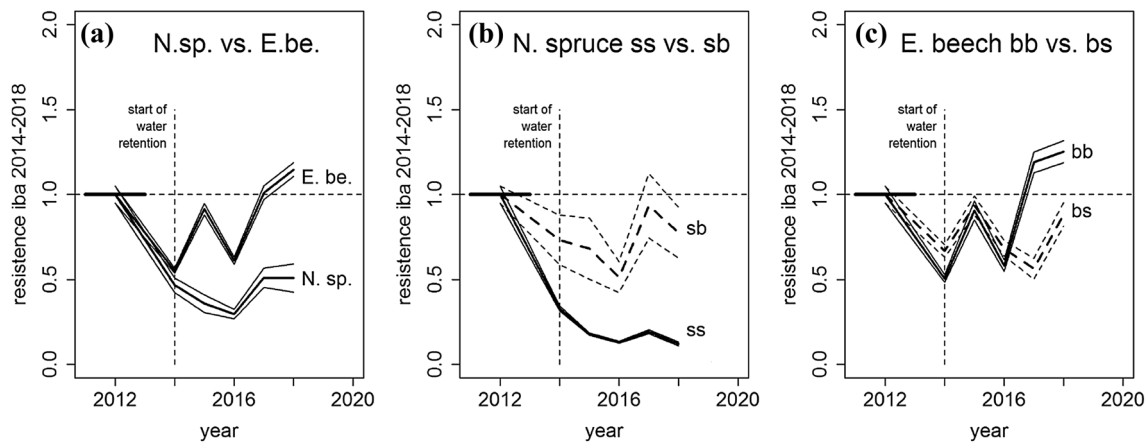 (a)
N.sp. vs. E.be.
resistence iba 2014-2018
2.0
1.5
1.0
0.5
0.0
start of
water
retention
E. be.
N. sp.
2012
2016
2020
year
(b)
N. spruce ss vs. sb
resistence iba 2014-2018
2.0
1.5
1.0
0.5
0.0
start of
water
retention
sb
ss
2012
2016
2020
year
(c)
E. beech bb vs. bs
resistence iba 2014-2018
2.0
1.5
1.0
0.5
0.0
start of
water
retention
bb
bs
2012
2016
2020
year